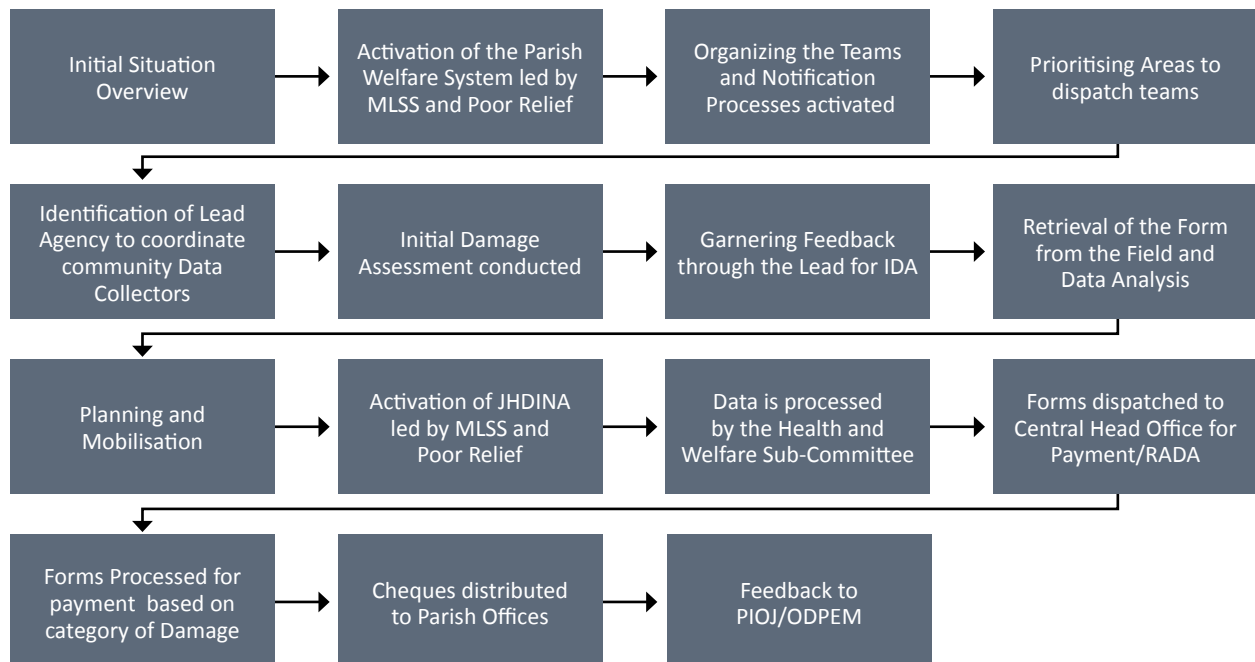 Initial Situation
Overview
Activation of the Parish
Welfare System led by
MLSS and Poor Relief
Organizing the Teams
and Notification
Processes activated
Prioritising Areas to
dispatch teams
Identification of Lead
Agency to coordinate
community Data
Collectors
Initial Damage
Assessment conducted
Garnering Feedback
through the Lead for IDA
Retrieval of the Form
from the Field and
Data Analysis
Planning and
Mobilisation
Activation of JHDINA
led by MLSS and
Poor Relief
Data is processed
by the Health and
Welfare Sub-Committee
Forms dispatched to
Central Head Office for
Payment/RADA
Forms Processed for
payment based on
category of Damage
Cheques distributed
to Parish Offices
Feedback to
PIOJ/ODPEM